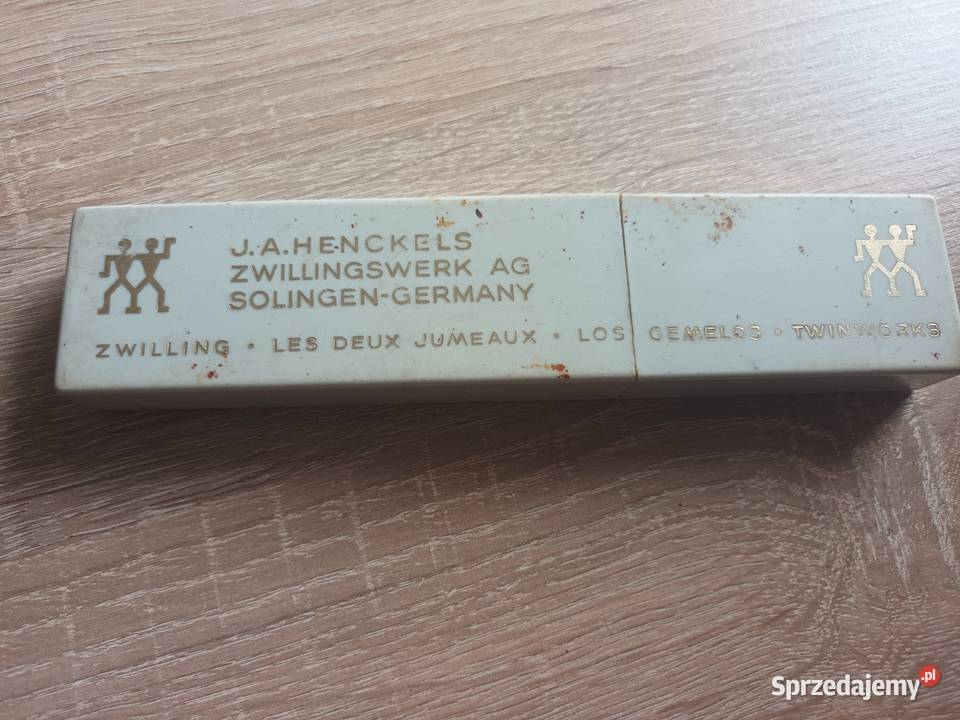 J.A.HENCKELS
ZWILLINGSWERK AG
SOLINGEN-GERMANY
ZWILLING • LES DEUX JUMEAUX • LOS GEMELOS • TWINWORKS
Sprzedajemy.pl